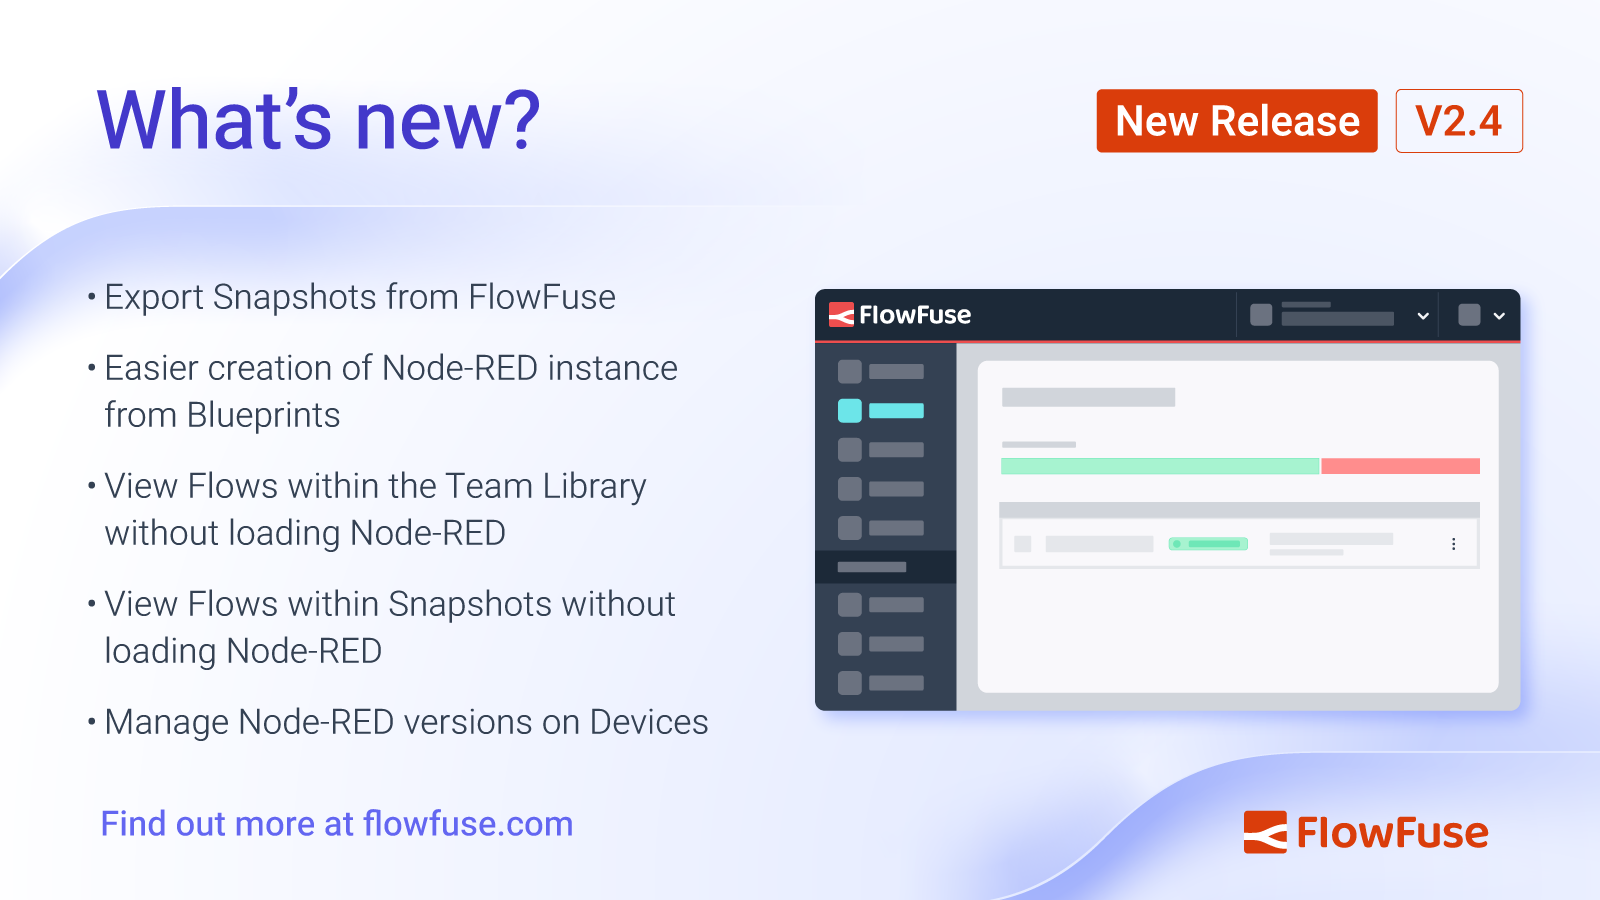 What's new?
New Release
V2.4
• Export Snapshots from FlowFuse
• Easier creation of Node-RED instance
from Blueprints
• View Flows within the Team Library
without loading Node-RED
• View Flows within Snapshots without
loading Node-RED
• Manage Node-RED versions on Devices
FlowFuse
Find out more at flowfuse.com
FlowFuse